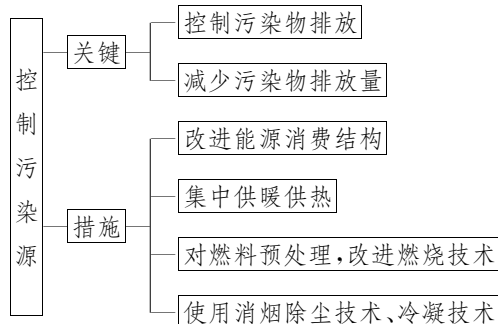 控制污染源
关键
控制污染物排放
减少污染物排放量
措施
改进能源消费结构
集中供暖供热
对燃料预处理,改进燃烧技术
使用消烟除尘技术、冷凝技术